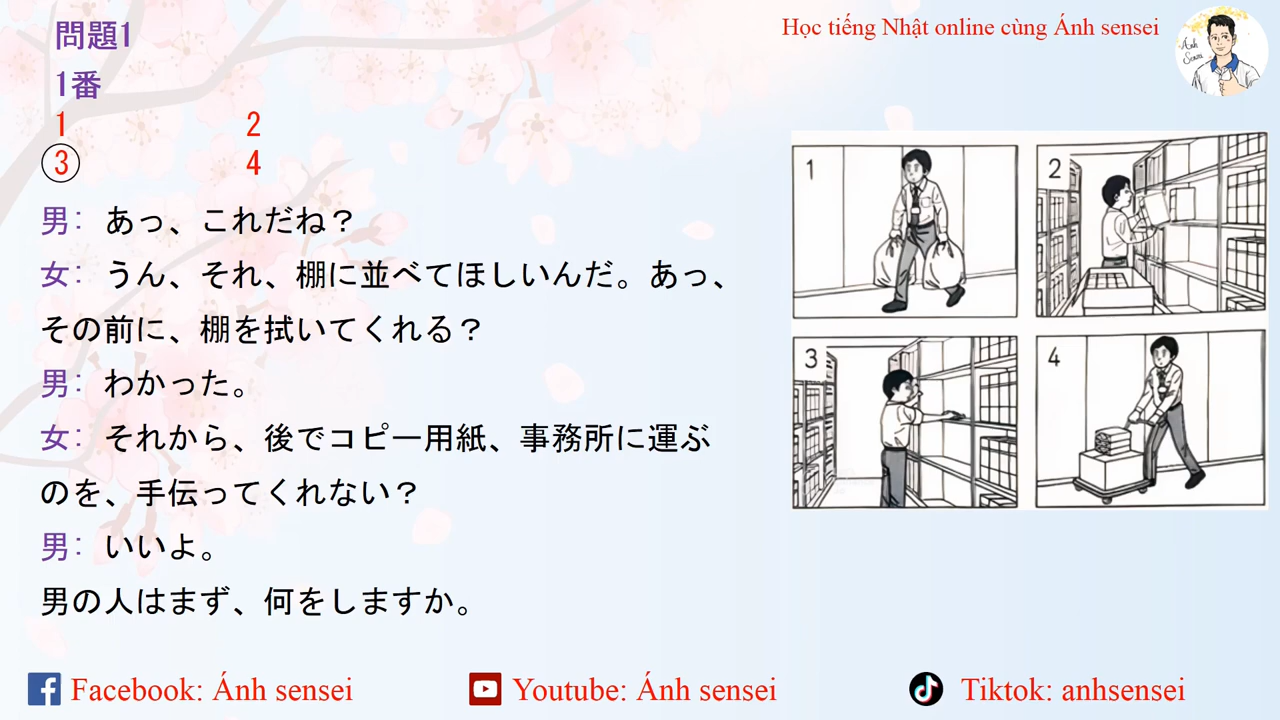 問題1
Học tiếng Nhật online cùng Ánh sensei
Ánh
Sensei
1番
1 2
3 4
男：あっ、これだね？
女：うん、それ、棚に並べてほしいんだ。あっ、
その前に、棚を拭いてくれる？
男：わかった。
女：それから、後でコピー用紙、事務所に運ぶ
のを、手伝ってくれない？
男：いいよ。
男の人はまず、何をしますか。
1
2
3
4
Facebook: Ánh sensei
Youtube: Ánh sensei
Tiktok: anhsensei